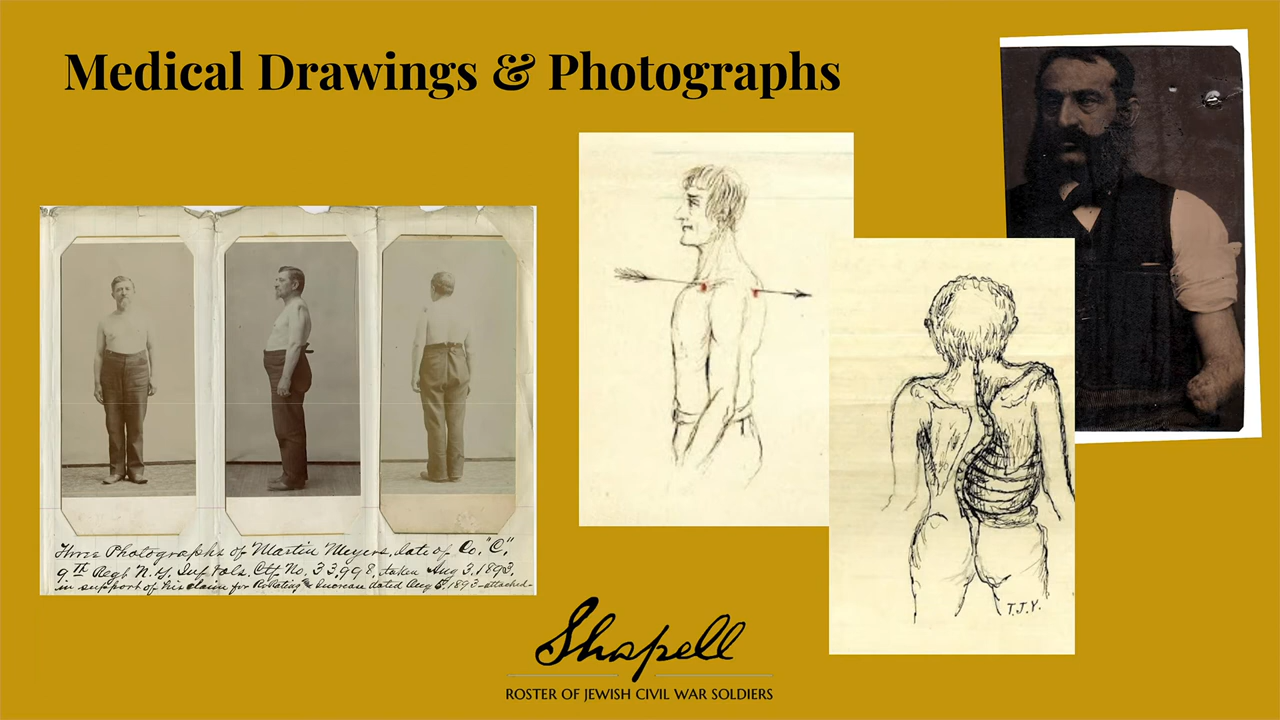 Medical Drawings & Photographs
Three Photographs of Martin Meyers, late of Co. "C",
9TH Regt N.Y. Inf Vols. Ctf No. 33,998, taken Aug 3, 1893,
in support of his claim for Rerating & Increase dated Aug 5, 1893 - attached -
T.J.Y.
Shapell
ROSTER OF JEWISH CIVIL WAR SOLDIERS